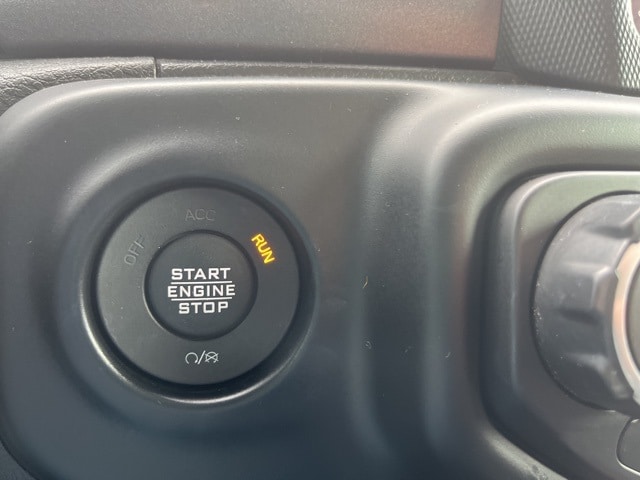 ACC
OFF
RUN
START
ENGINE
STOP